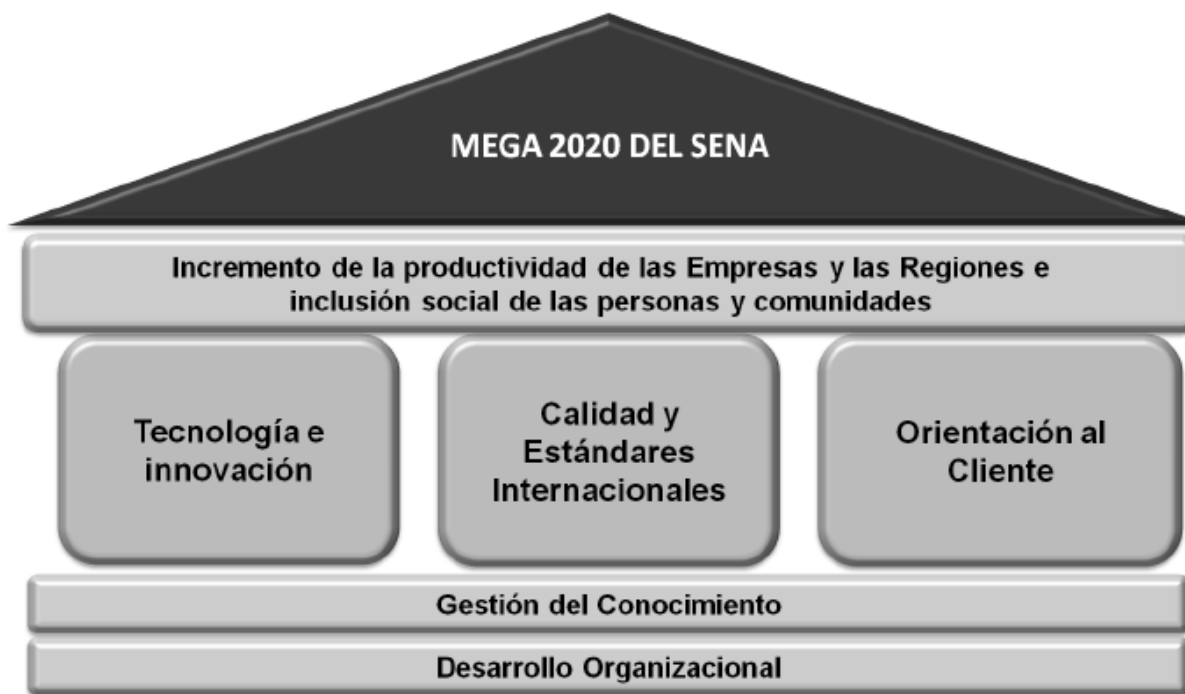 MEGA 2020 DEL SENA
Incremento de la productividad de las Empresas y las Regiones e
inclusión social de las personas y comunidades
Tecnología e
innovación
Calidad y
Estándares
Internacionales
Orientación al
Cliente
Gestión del Conocimiento
Desarrollo Organizacional